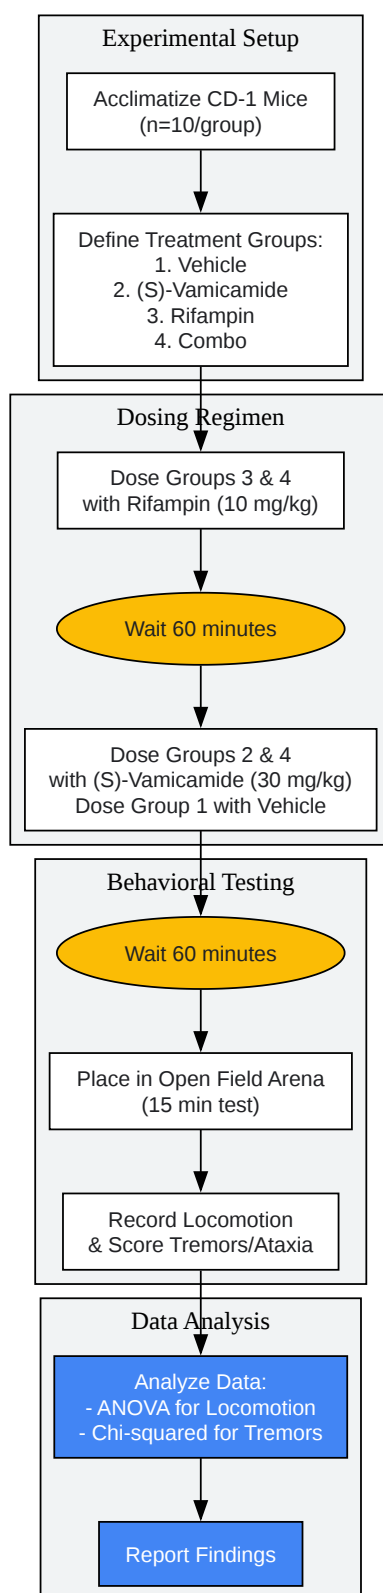 Experimental Setup
Acclimatize CD-1 Mice
(n=10/group)
Define Treatment Groups:
1. Vehicle
2. (S)-Vamicamide
3. Rifampin
4. Combo
Dosing Regimen
Dose Groups 3 & 4
with Rifampin (10 mg/kg)
Wait 60 minutes
Dose Groups 2 & 4
with (S)-Vamicamide (30 mg/kg)
Dose Group 1 with Vehicle
Behavioral Testing
Wait 60 minutes
Place in Open Field Arena
(15 min test)
Record Locomotion
& Score Tremors/Ataxia
Data Analysis
Analyze Data:
- ANOVA for Locomotion
- Chi-squared for Tremors
Report Findings